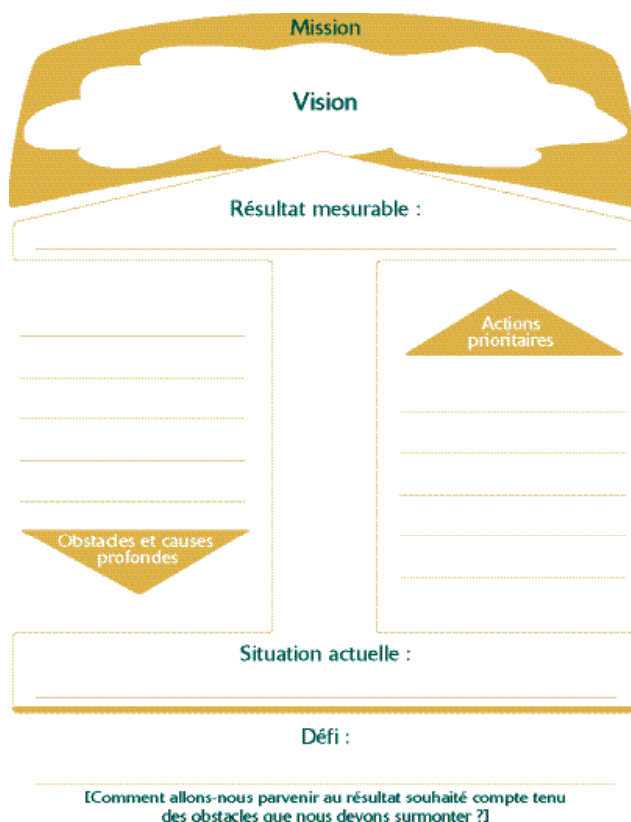 Mission
Vision
Résultat mesurable :
Actions
prioritaires
Obstacles et causes
profondes
Situation actuelle :
Défi :
[Comment allons-nous parvenir au résultat souhaité compte tenu
des obstacles que nous devons surmonter ?]